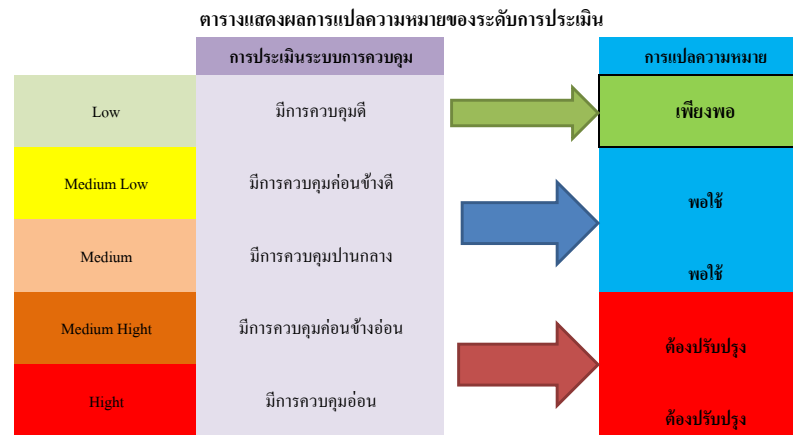 ตารางแสดงผลการแปลความหมายของระดับการประเมิน
การประเมินระบบการควบคุม การแปลความหมาย
Low มีการควบคุมดี เพียงพอ
Medium Low มีการควบคุมค่อนข้างดี พอใช้
Medium มีการควบคุมปานกลาง พอใช้
Medium Hight มีการควบคุมค่อนข้างอ่อน ต้องปรับปรุง
Hight มีการควบคุมอ่อน ต้องปรับปรุง